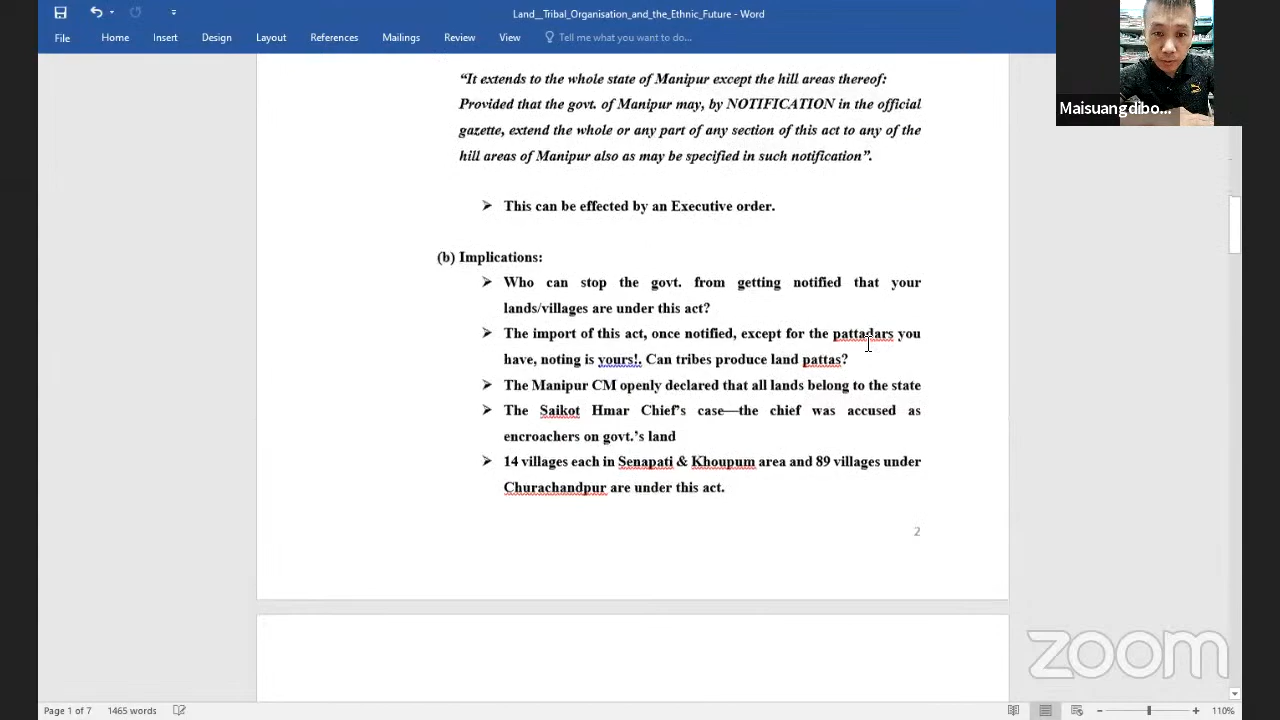 Land__Tribal_Organisation_and_the_Ethnic_Future - Word
File Home Insert Design Layout References Mailings Review View Tell me what you want to do...
Maisuangdibo...
“It extends to the whole state of Manipur except the hill areas thereof:
Provided that the govt. of Manipur may, by NOTIFICATION in the official
gazette, extend the whole or any part of any section of this act to any of the
hill areas of Manipur also as may be specified in such notification”.
➢ This can be effected by an Executive order.
(b) Implications:
➢ Who can stop the govt. from getting notified that your
lands/villages are under this act?
➢ The import of this act, once notified, except for the pattadars you
have, noting is yours!. Can tribes produce land pattas?
➢ The Manipur CM openly declared that all lands belong to the state
➢ The Saikot Hmar Chief’s case—the chief was accused as
encroachers on govt.’s land
➢ 14 villages each in Senapati & Khoupum area and 89 villages under
Churachandpur are under this act.
2
zoom
Page 1 of 7 1465 words 110%